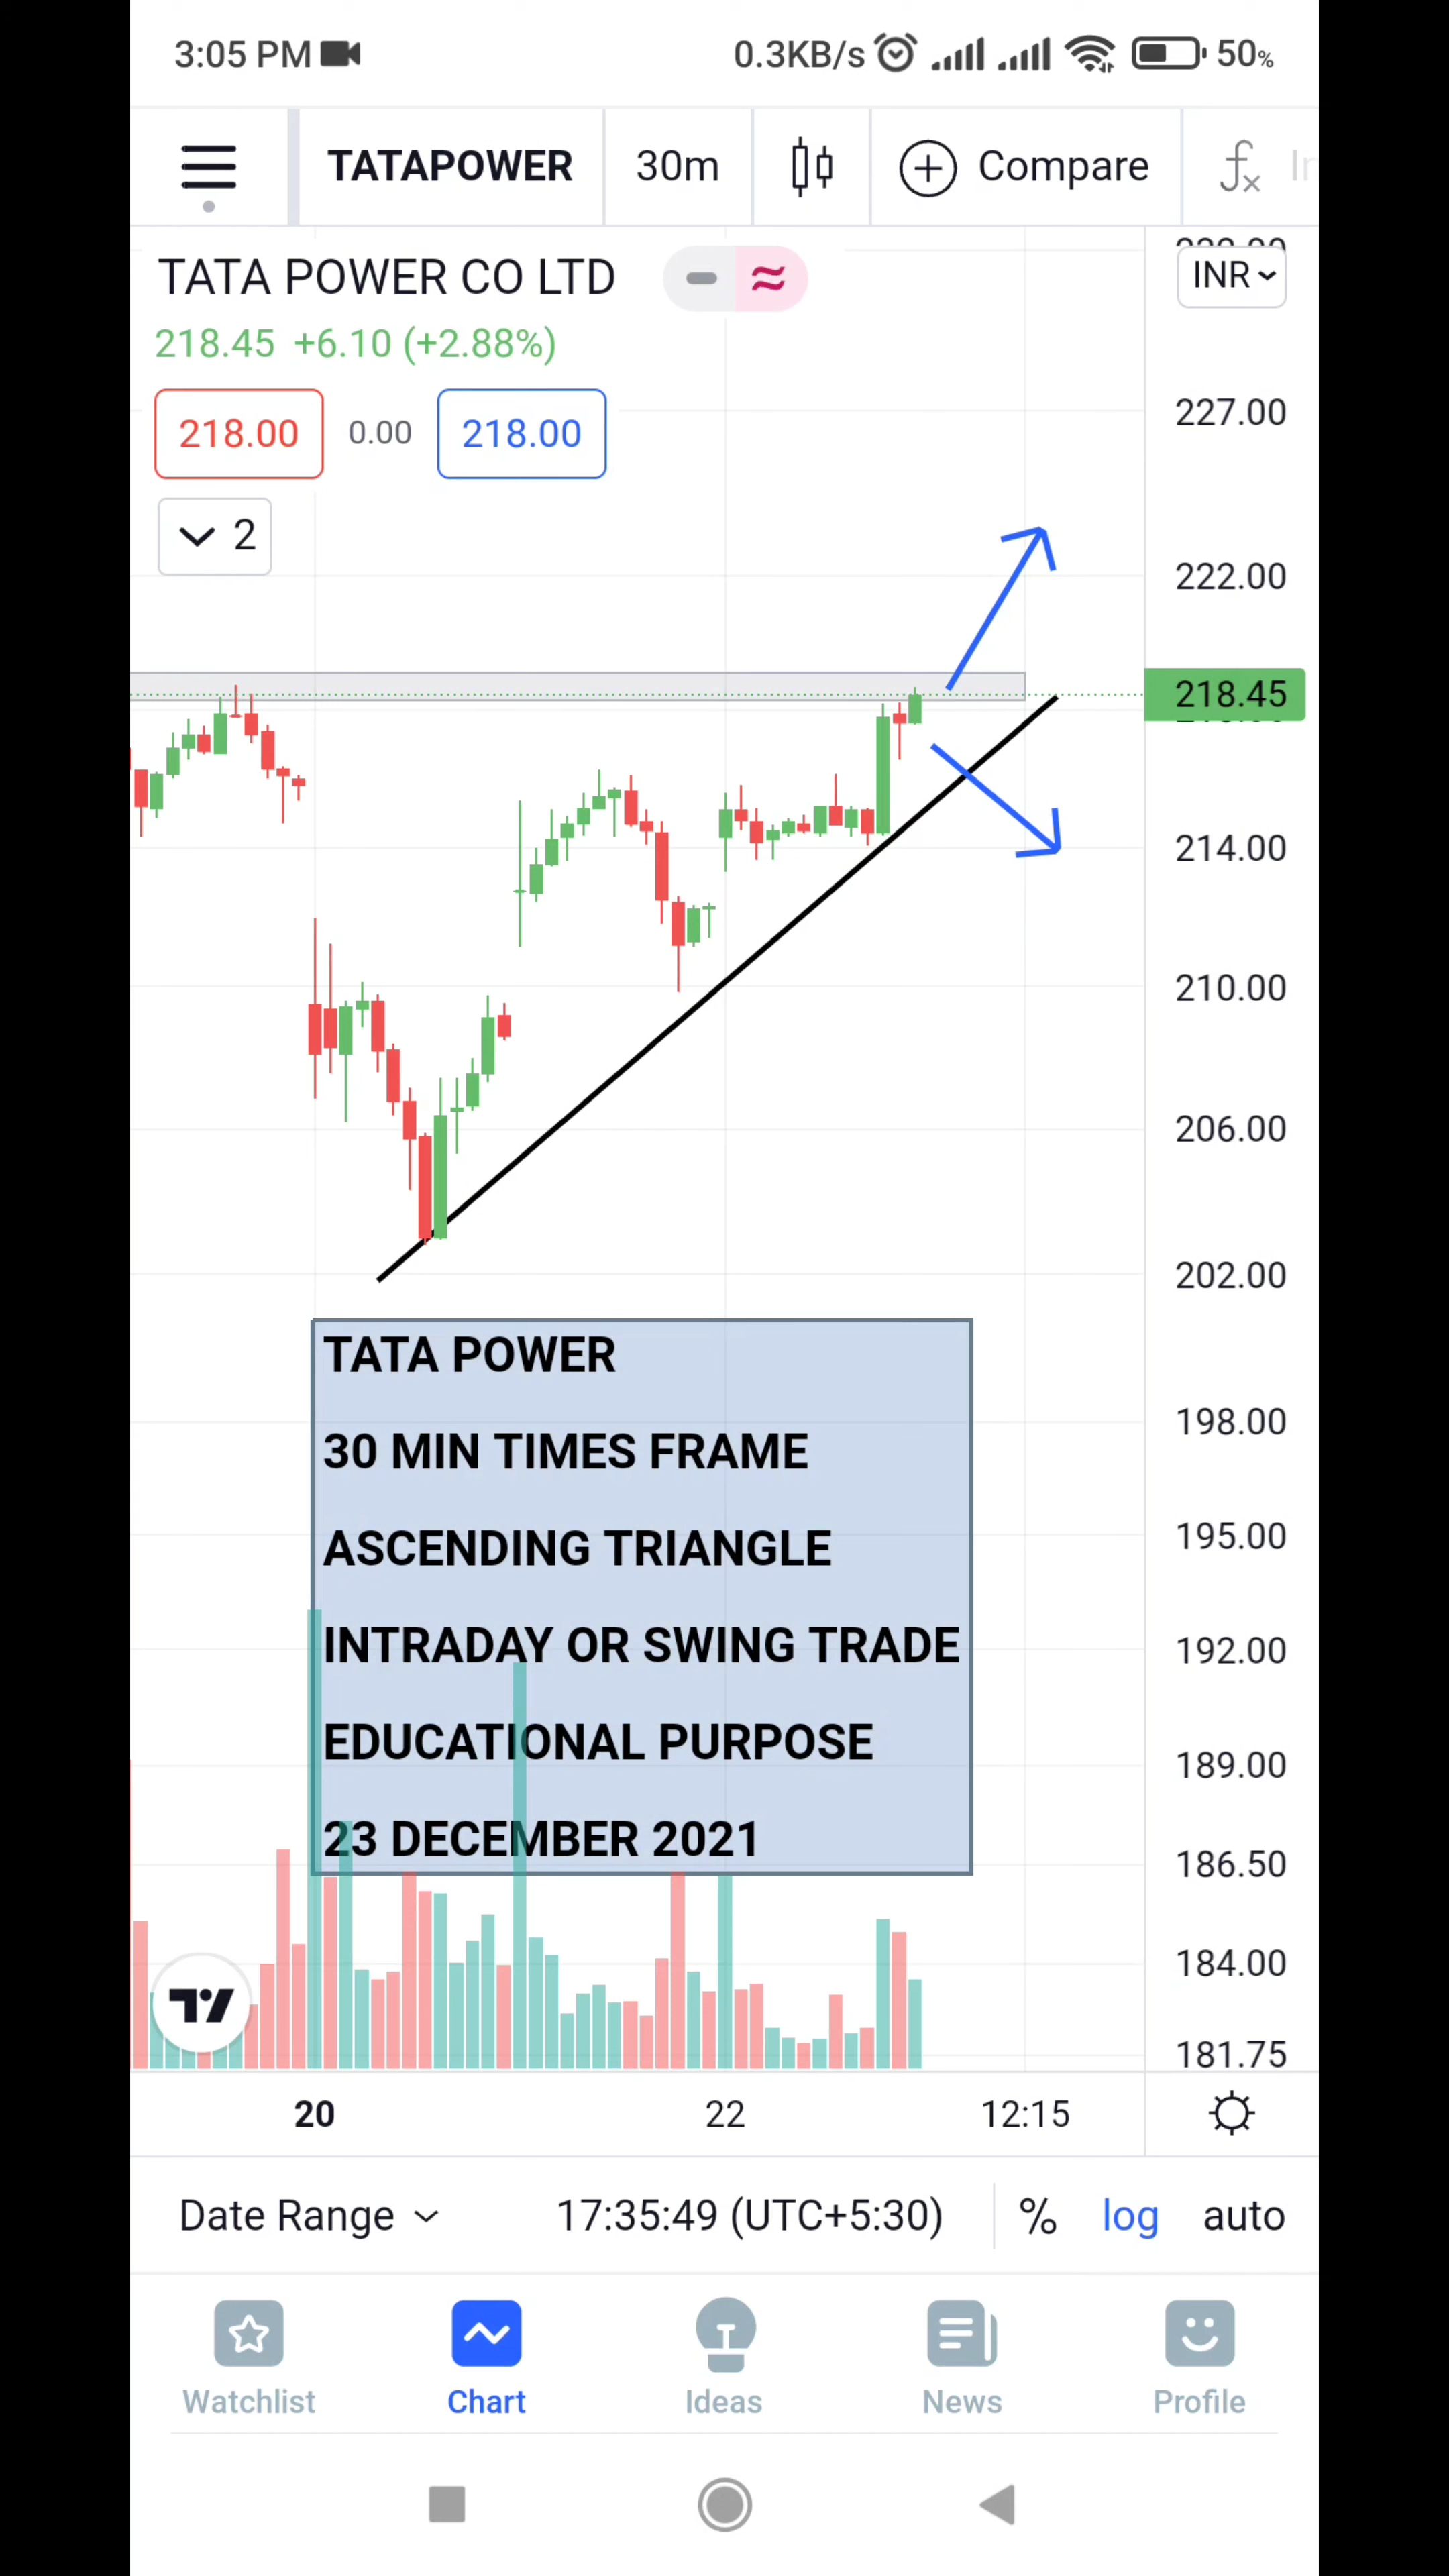 3:05 PM 0.3KB/s 50%
TATAPOWER 30m Compare
TATA POWER CO LTD INR
218.45 +6.10 (+2.88%)
218.00 0.00 218.00
227.00
2
222.00
218.45
214.00
210.00
206.00
202.00
TATA POWER
30 MIN TIMES FRAME
198.00
ASCENDING TRIANGLE
195.00
INTRADAY OR SWING TRADE
192.00
EDUCATIONAL PURPOSE
189.00
23 DECEMBER 2021
186.50
184.00
181.75
20 22 12:15
Date Range 17:35:49 (UTC+5:30) % log auto
Watchlist Chart Ideas News Profile